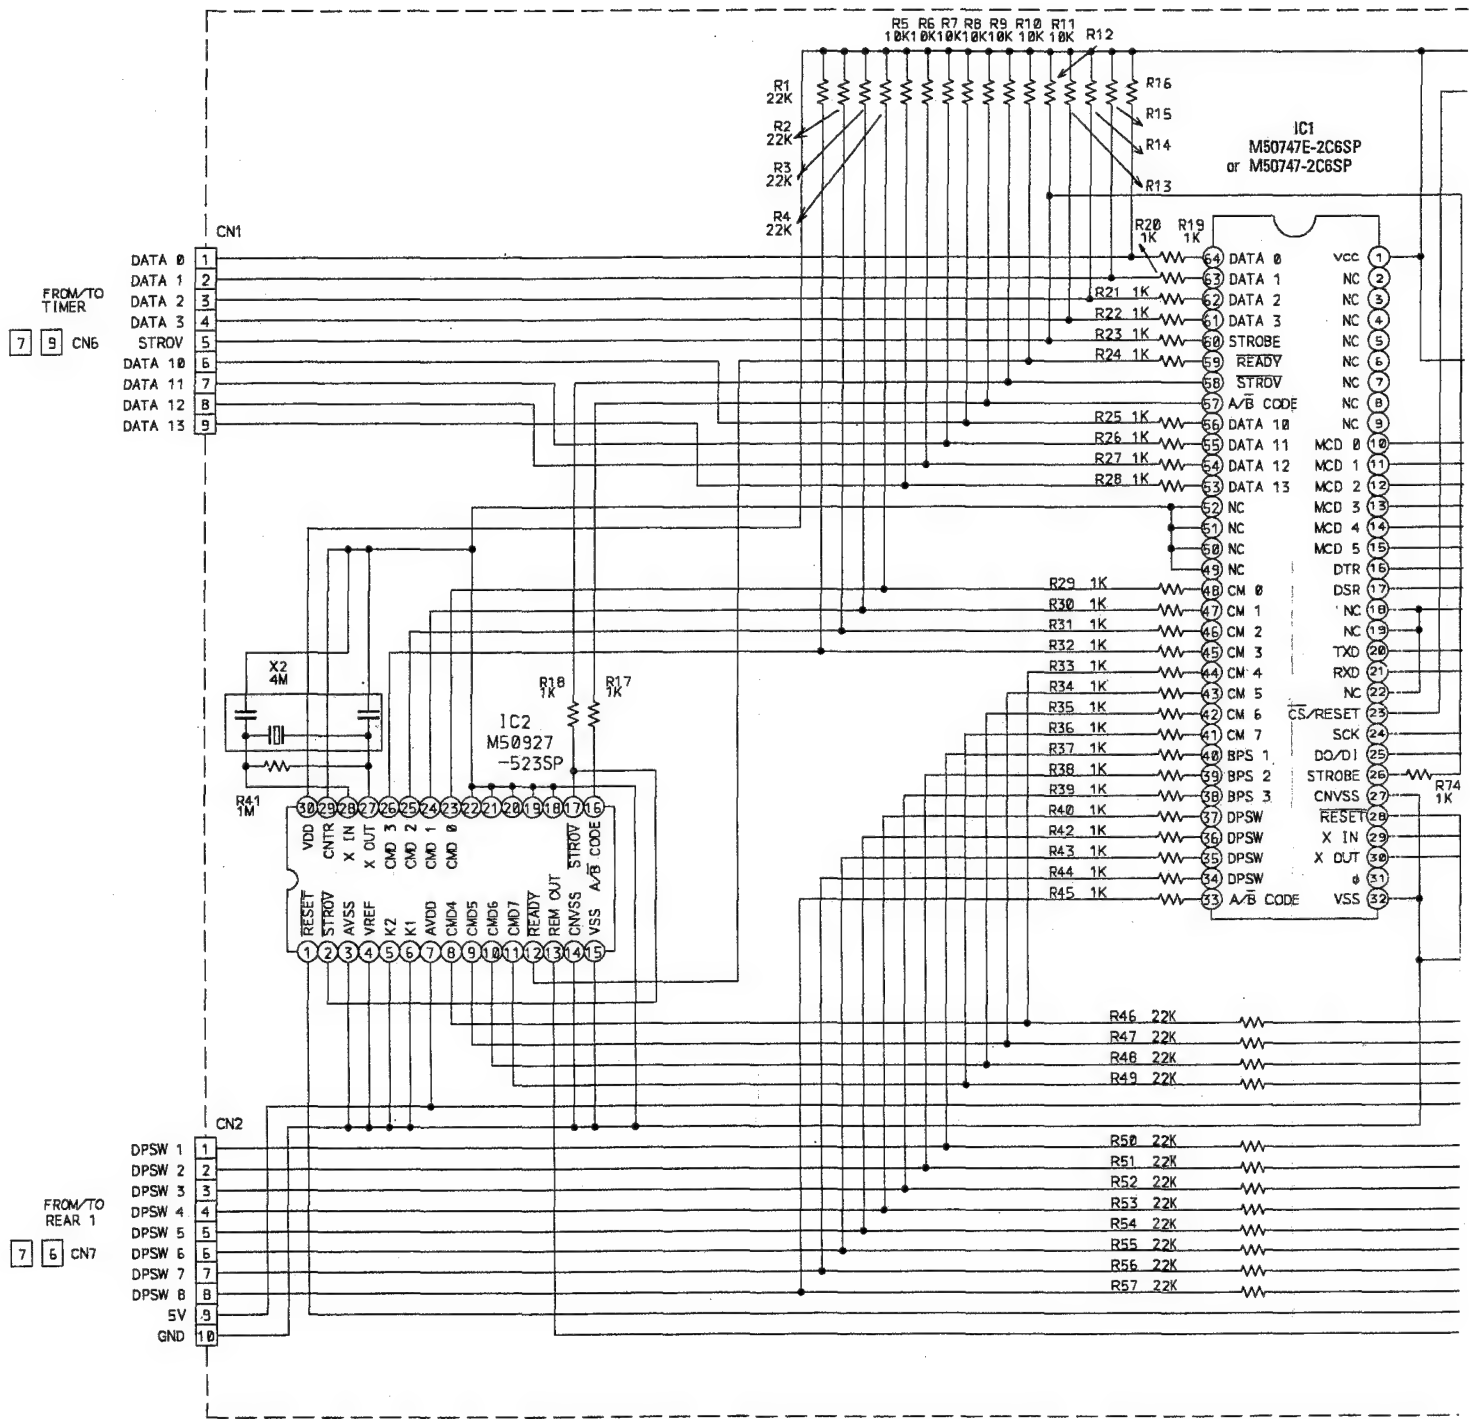 R5 R6 R7 R8 R9 R10 R11
10K 10K 10K 10K 10K 10K 10K
R12
R1
22K
R2
22K
R3
22K
R4
22K
R16
R15
R14
R13
IC1
M50747E-2C6SP
or M50747-2C6SP
CN1
FROM/TO
TIMER
7 9 CN6
DATA 0 1
DATA 1 2
DATA 2 3
DATA 3 4
STROV 5
DATA 10 6
DATA 11 7
DATA 12 8
DATA 13 9
R20 1K
R19 1K
R21 1K
R22 1K
R23 1K
R24 1K
R25 1K
R26 1K
R27 1K
R28 1K
R29 1K
R30 1K
R31 1K
R32 1K
R33 1K
R34 1K
R35 1K
R36 1K
R37 1K
R38 1K
R39 1K
R40 1K
R42 1K
R43 1K
R44 1K
R45 1K
64 DATA 0
63 DATA 1
62 DATA 2
61 DATA 3
60 STROBE
59 READY
58 STROV
57 A/B CODE
56 DATA 10
55 DATA 11
54 DATA 12
53 DATA 13
52 NC
51 NC
50 NC
49 NC
48 CM 0
47 CM 1
46 CM 2
45 CM 3
44 CM 4
43 CM 5
42 CM 6
41 CM 7
40 BPS 1
39 BPS 2
38 BPS 3
37 DPSW
36 DPSW
35 DPSW
34 DPSW
33 A/B CODE
VCC 1
NC 2
NC 3
NC 4
NC 5
NC 6
NC 7
NC 8
NC 9
MCD 0 10
MCD 1 11
MCD 2 12
MCD 3 13
MCD 4 14
MCD 5 15
DTR 16
DSR 17
NC 18
NC 19
TXD 20
RXD 21
NC 22
CS/RESET 23
SCK 24
DO/DI 25
STROBE 26
CNVSS 27
RESET 28
X IN 29
X OUT 30
ø 31
VSS 32
R74
1K
X2
4M
R41
1M
R18
1K
R17
1K
IC2
M50927
-523SP
30 29 28 27 26 25 24 23 22 21 20 19 18 17 16
VDD
CNTR
X IN
X OUT
CMD 3
CMD 2
CMD 1
CMD 0
STROV
A/B CODE
RESET
STROV
AVSS
VREF
K2
K1
AVDD
CMD4
CMD5
CMD6
CMD7
READY
REM OUT
CNVSS
VSS
1 2 3 4 5 6 7 8 9 10 11 12 13 14 15
R46 22K
R47 22K
R48 22K
R49 22K
CN2
FROM/TO
REAR 1
7 6 CN7
DPSW 1 1
DPSW 2 2
DPSW 3 3
DPSW 4 4
DPSW 5 5
DPSW 6 6
DPSW 7 7
DPSW 8 8
5V 9
GND 10
R50 22K
R51 22K
R52 22K
R53 22K
R54 22K
R55 22K
R56 22K
R57 22K